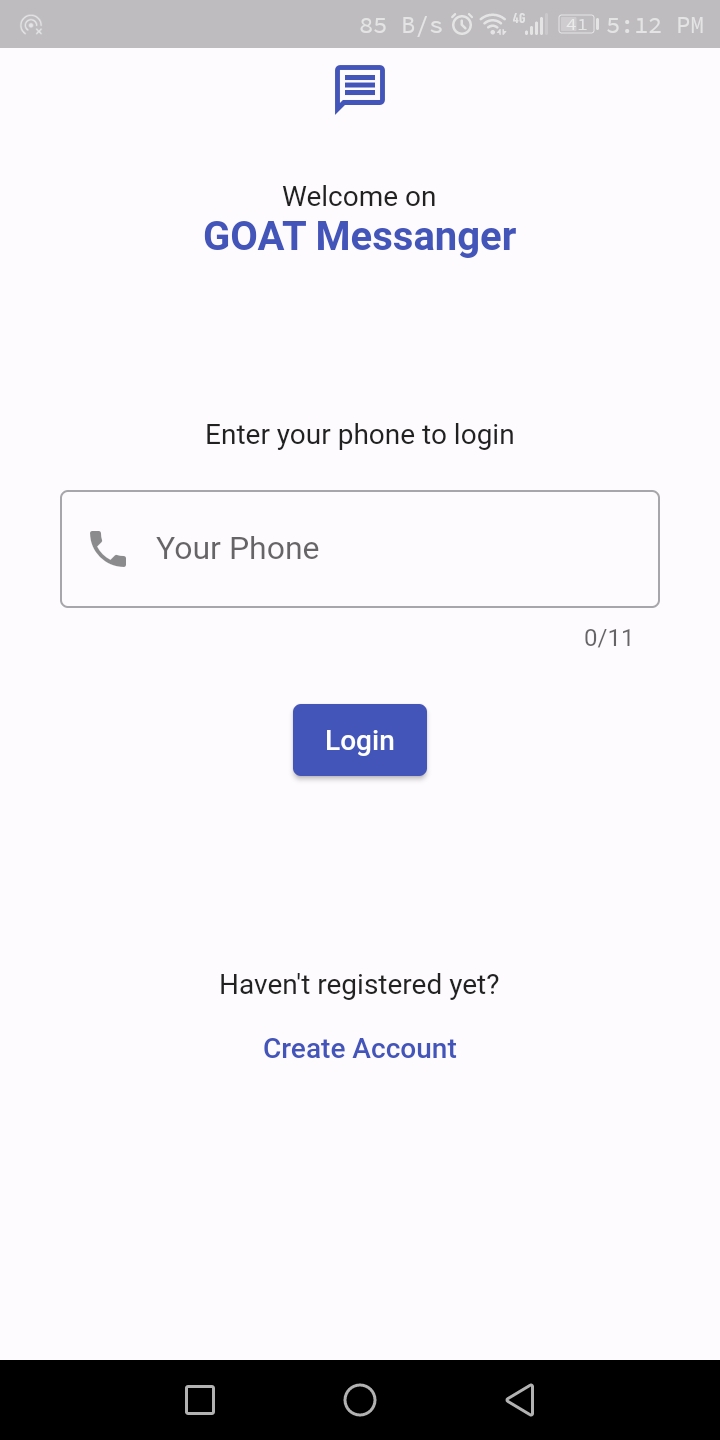 85 B/s 4G 41 5:12 PM
Welcome on
GOAT Messanger
Enter your phone to login
Your Phone
0/11
Login
Haven't registered yet?
Create Account